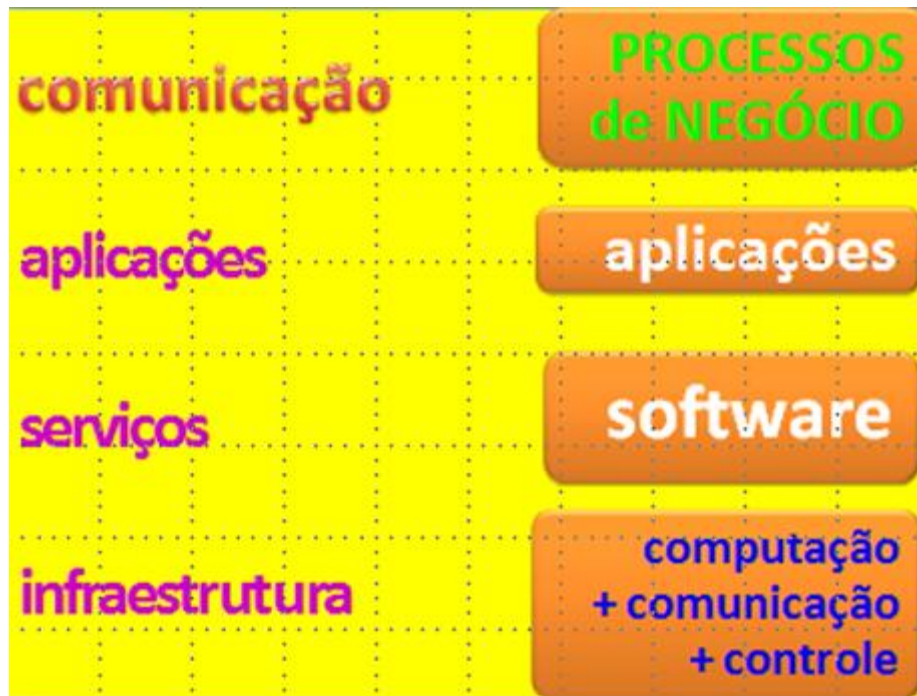 comunicação
PROCESSOS
de NEGÓCIO
aplicações
aplicações
serviços
software
infraestrutura
computação
+ comunicação
+ controle